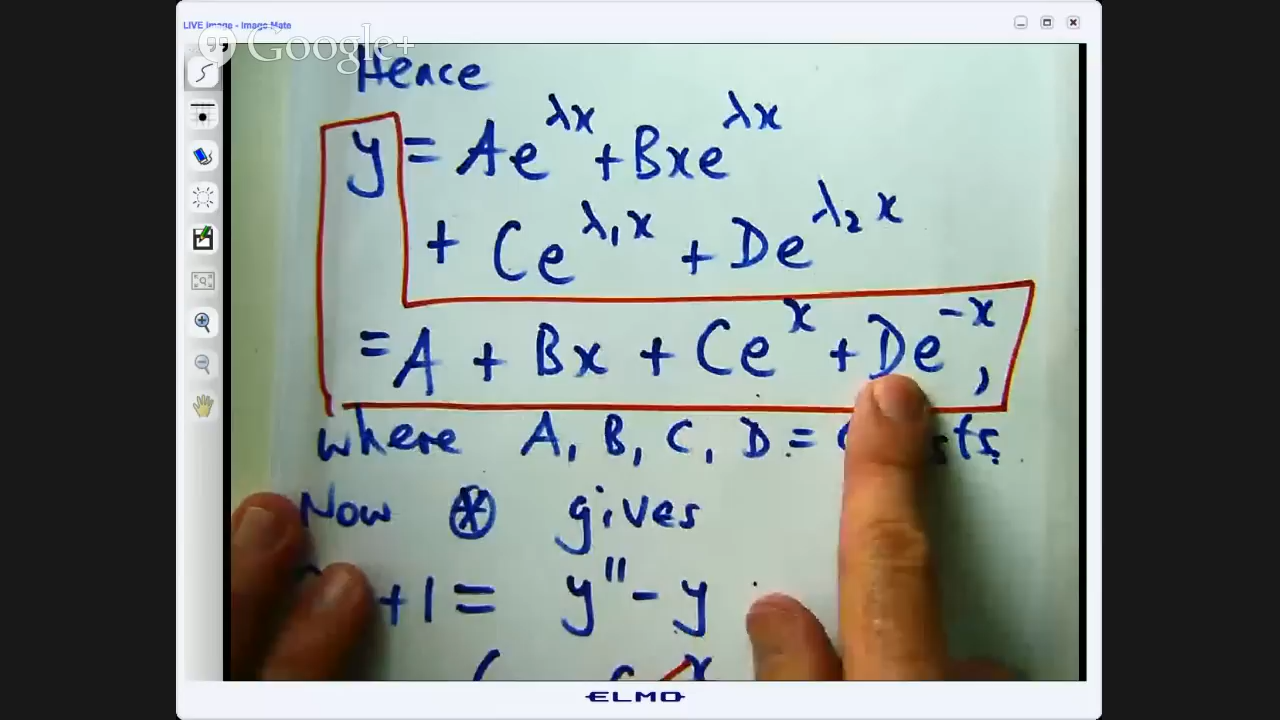 LIVE Image - Image Mate
Google+
Hence
y = Ae^λx + Bxe^λx
+ Ce^λ₁x + De^λ₂x
= A + Bx + Ce^x + De^-x,
where A, B, C, D =
Now ⊛ gives
+1 = y'' - y
ELMO